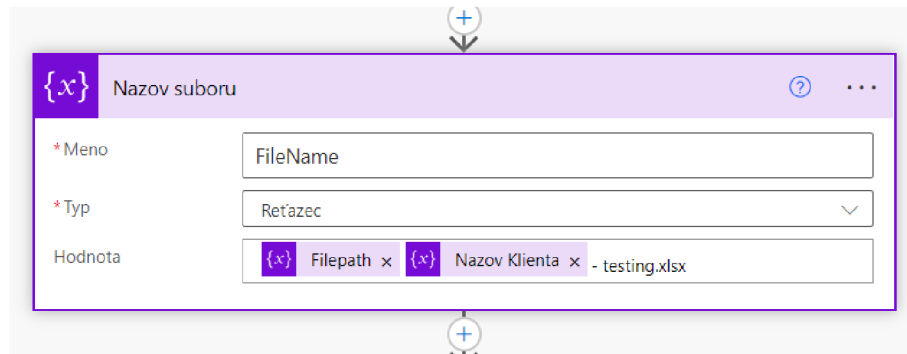 {x} Nazov suboru
* Meno FileName
* Typ Reťazec
Hodnota {x} Filepath × {x} Nazov Klienta × - testing.xlsx